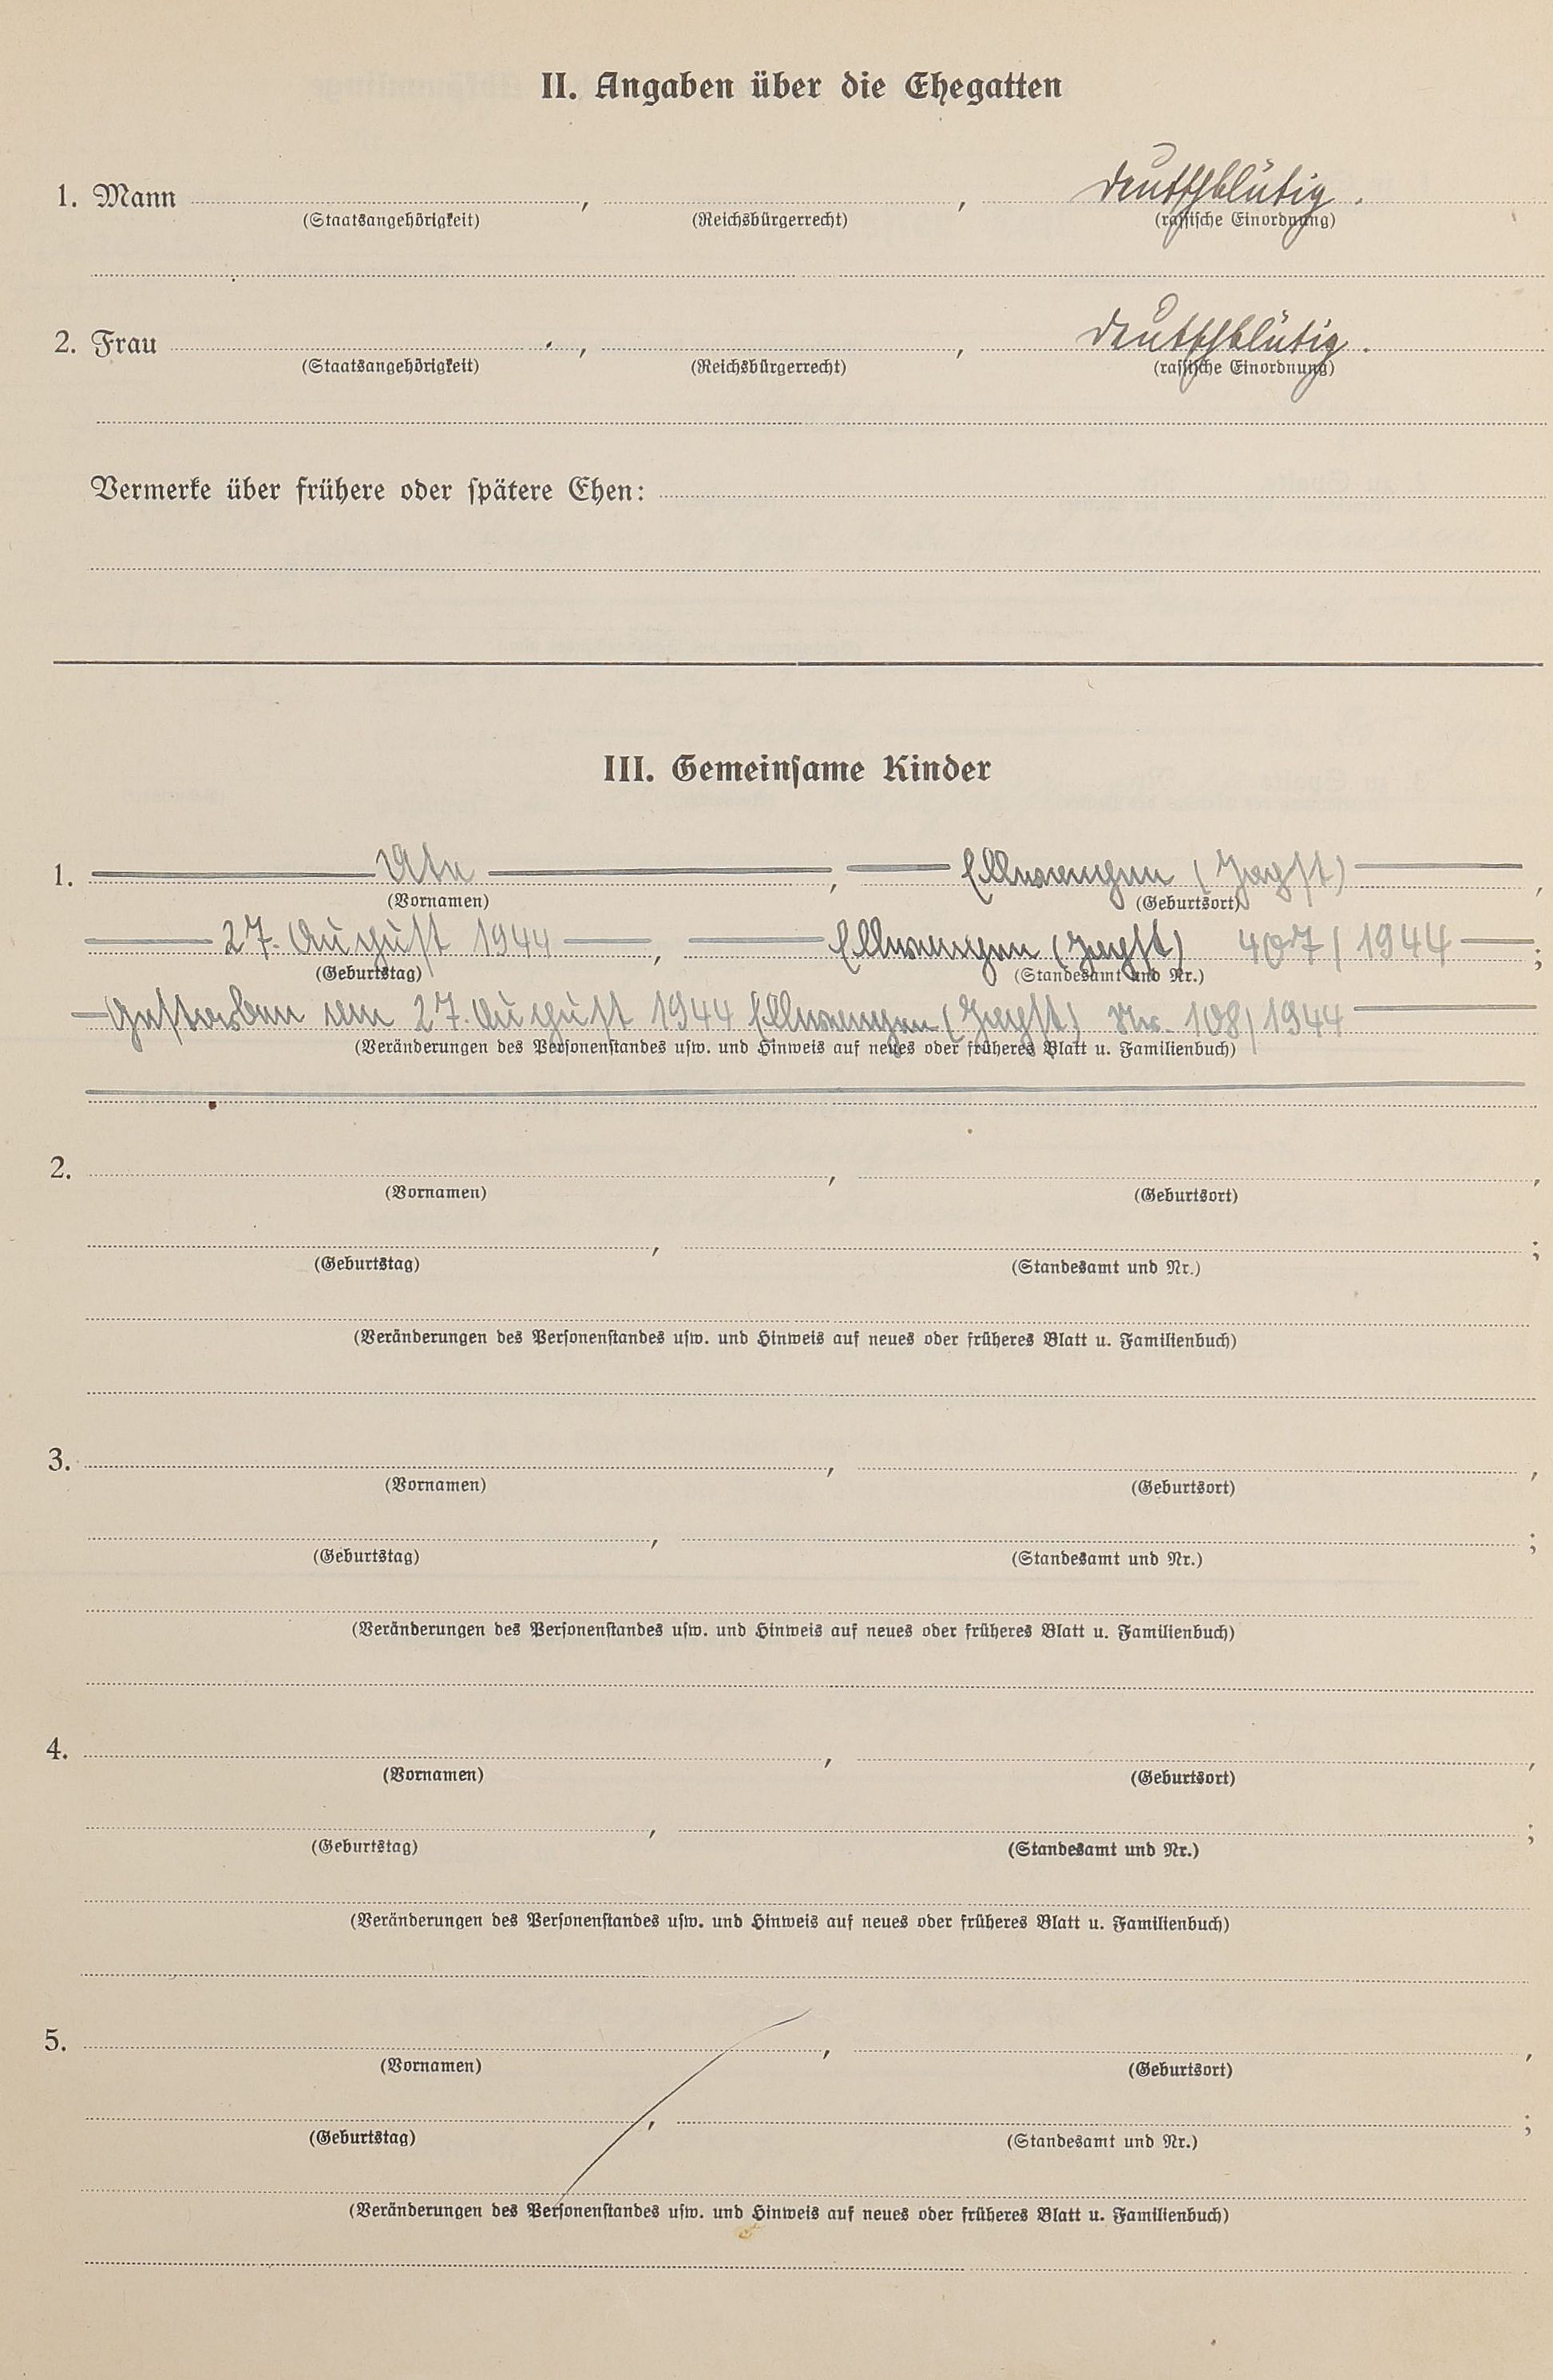 II. Angaben über die Ehegatten
1. Mann , , deutschblütig.
(Staatsangehörigkeit) (Reichsbürgerrecht) (rassische Einordnung)
2. Frau , , deutschblütig.
(Staatsangehörigkeit) (Reichsbürgerrecht) (rassische Einordnung)
Vermerke über frühere oder spätere Ehen:
III. Gemeinsame Kinder
1. Ute , Ellwangen (Jagst) ,
(Vornamen) (Geburtsort)
27. August 1944 , Ellwangen (Jagst) 407/1944 ;
(Geburtstag) (Standesamt und Nr.)
Gestorben am 27. August 1944 Ellwangen (Jagst) Nr. 108/1944
(Veränderungen des Personenstandes usw. und Hinweis auf neues oder früheres Blatt u. Familienbuch)
2. , ,
(Vornamen) (Geburtsort)
, ;
(Geburtstag) (Standesamt und Nr.)
(Veränderungen des Personenstandes usw. und Hinweis auf neues oder früheres Blatt u. Familienbuch)
3. , ,
(Vornamen) (Geburtsort)
, ;
(Geburtstag) (Standesamt und Nr.)
(Veränderungen des Personenstandes usw. und Hinweis auf neues oder früheres Blatt u. Familienbuch)
4. , ,
(Vornamen) (Geburtsort)
, ;
(Geburtstag) (Standesamt und Nr.)
(Veränderungen des Personenstandes usw. und Hinweis auf neues oder früheres Blatt u. Familienbuch)
5. , ,
(Vornamen) (Geburtsort)
, ;
(Geburtstag) (Standesamt und Nr.)
(Veränderungen des Personenstandes usw. und Hinweis auf neues oder früheres Blatt u. Familienbuch)